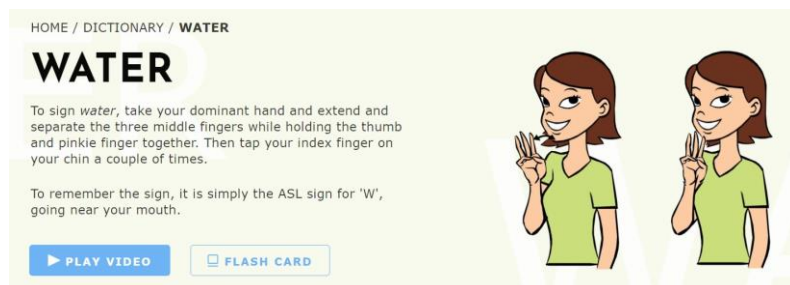 HOME / DICTIONARY / WATER
WATER
To sign water, take your dominant hand and extend and
separate the three middle fingers while holding the thumb
and pinkie finger together. Then tap your index finger on
your chin a couple of times.
To remember the sign, it is simply the ASL sign for 'W',
going near your mouth.
PLAY VIDEO
FLASH CARD